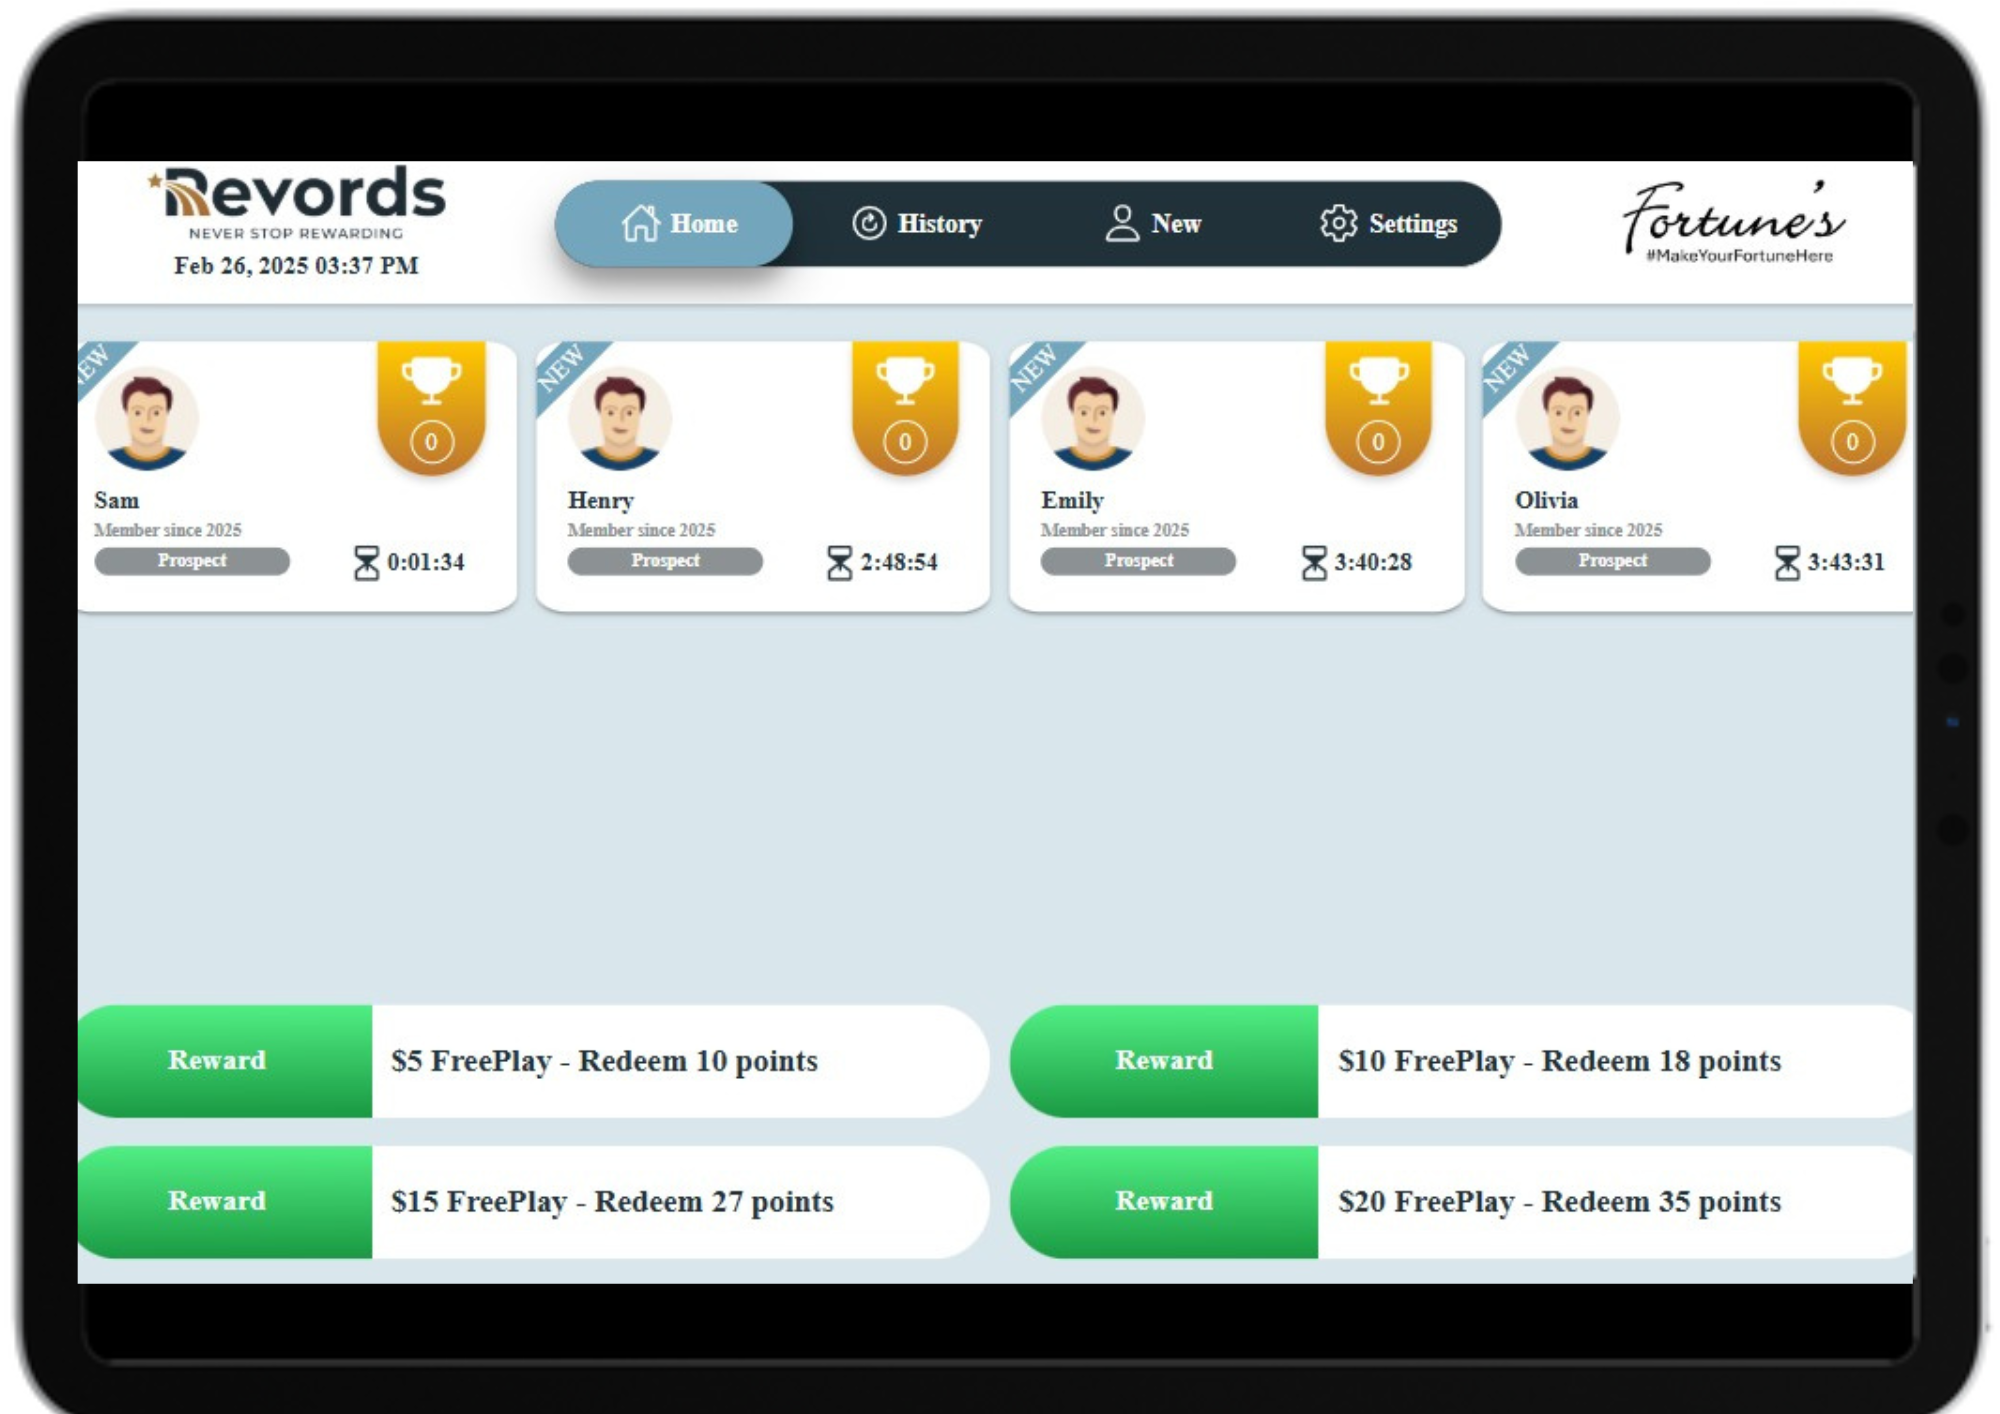 Revords
NEVER STOP REWARDING
Feb 26, 2025 03:37 PM
Home
History
New
Settings
Fortune's
#MakeYourFortuneHere
NEW
0
Sam
Member since 2025
Prospect
0:01:34
NEW
0
Henry
Member since 2025
Prospect
2:48:54
NEW
0
Emily
Member since 2025
Prospect
3:40:28
NEW
0
Olivia
Member since 2025
Prospect
3:43:31
Reward
$5 FreePlay - Redeem 10 points
Reward
$10 FreePlay - Redeem 18 points
Reward
$15 FreePlay - Redeem 27 points
Reward
$20 FreePlay - Redeem 35 points